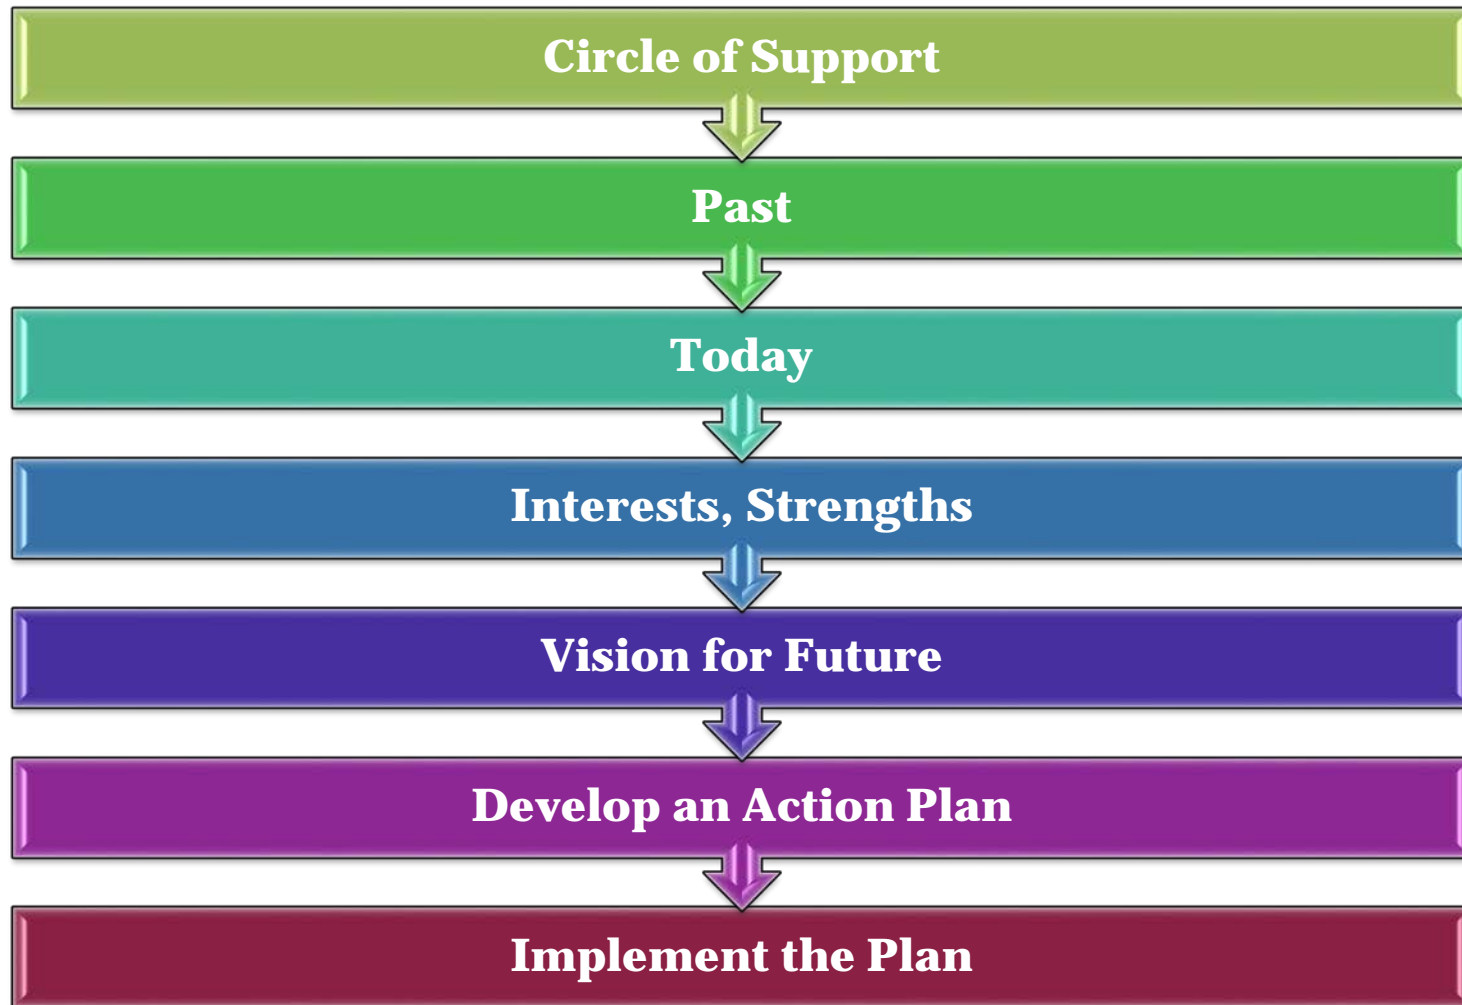 Circle of Support
Past
Today
Interests, Strengths
Vision for Future
Develop an Action Plan
Implement the Plan